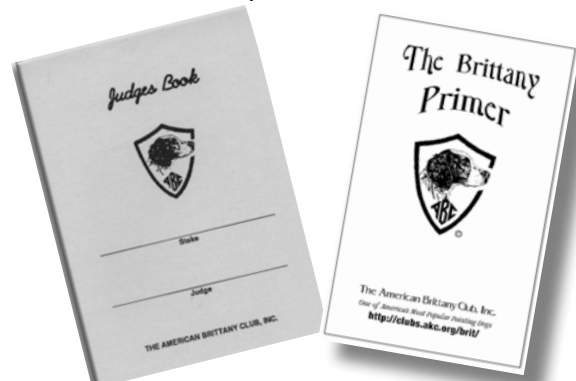 Judges Book
ABC
Stake
Judge
THE AMERICAN BRITTANY CLUB, INC.
The Brittany
Primer
ABC
©
The American Brittany Club, Inc.
One of America's Most Popular Pointing Dogs
http://clubs.akc.org/brit/